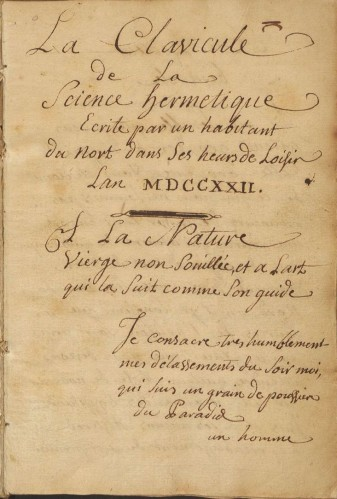 La Clavicule
de La
Science hermetique
Ecrite par un habitant
du nort dans ses heurs de Loisir
Lan MDCCXXII.
A La Nature
vierge non souillée, et a Lart
qui la suit comme son guide
Je consacre tres humblement
mes délassements du soir moi,
qui suis un grain de poussier
du Paradis
un homme